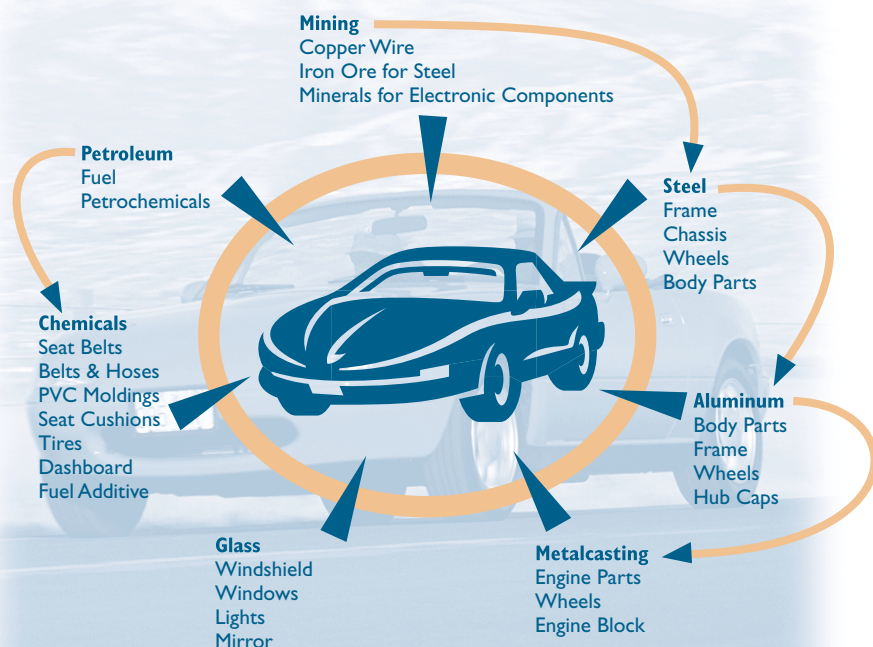 Mining
Copper Wire
Iron Ore for Steel
Minerals for Electronic Components
Petroleum
Fuel
Petrochemicals
Steel
Frame
Chassis
Wheels
Body Parts
Chemicals
Seat Belts
Belts & Hoses
PVC Moldings
Seat Cushions
Tires
Dashboard
Fuel Additive
Aluminum
Body Parts
Frame
Wheels
Hub Caps
Glass
Windshield
Windows
Lights
Mirror
Metalcasting
Engine Parts
Wheels
Engine Block